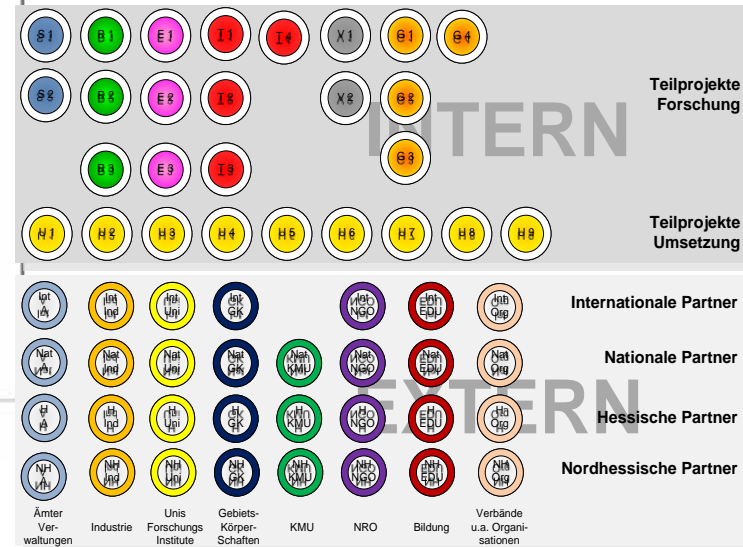 S1 R1 E1 I1 I4 V1 G1 G4
S2 R2 E2 I2 V2 G2
Teilprojekte
Forschung
INTERN
R3 E3 I3 G3
H1 H2 H3 H4 H5 H6 H7 H8 H9
Teilprojekte
Umsetzung
Int A Int Ind Int Uni Int GK Int NGO Int EDU Int Org
Internationale Partner
Nat A Nat Ind Nat Uni Nat GK Nat KMU Nat NGO Nat EDU Nat Org
Nationale Partner
EXTERN
H A H Ind H Uni H GK H KMU H NGO H EDU H Org
Hessische Partner
NH A NH Ind NH Uni NH GK NH KMU NH NGO NH EDU NH Org
Nordhessische Partner
Ämter
Ver-
waltungen
Industrie
Unis
Forschungs
Institute
Gebiets-
Körper-
Schaften
KMU
NRO
Bildung
Verbände
u.a. Organi-
sationen